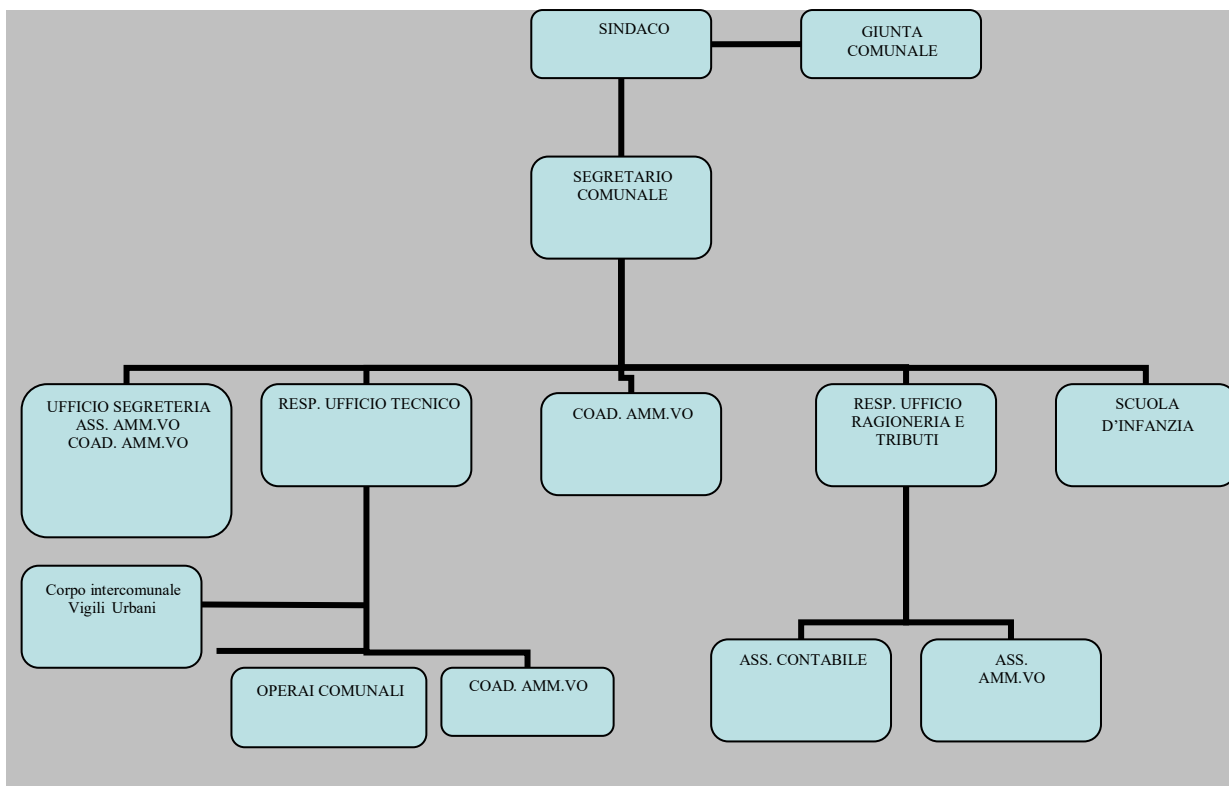 SINDACO
GIUNTA
COMUNALE
SEGRETARIO
COMUNALE
UFFICIO SEGRETERIA
ASS. AMM.VO
COAD. AMM.VO
RESP. UFFICIO TECNICO
COAD. AMM.VO
RESP. UFFICIO
RAGIONERIA E
TRIBUTI
SCUOLA
D'INFANZIA
Corpo intercomunale
Vigili Urbani
OPERAI COMUNALI
COAD. AMM.VO
ASS. CONTABILE
ASS.
AMM.VO